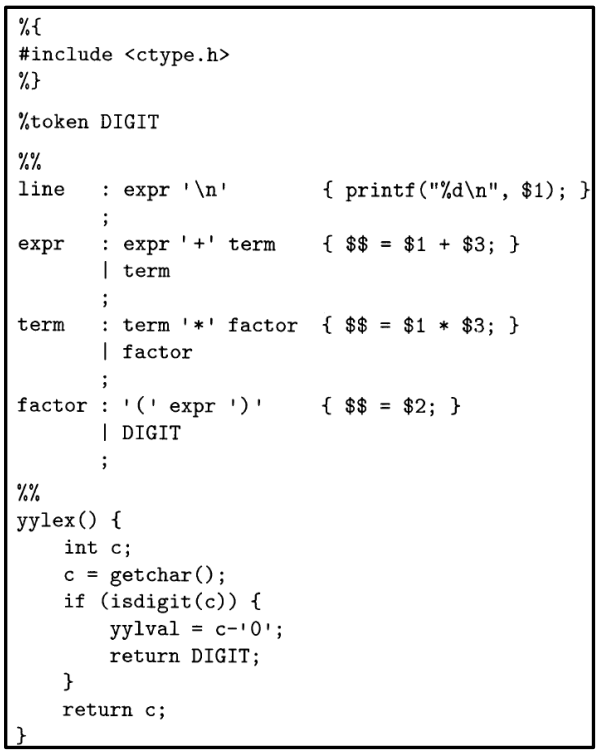 %{
#include <ctype.h>
%}
%token DIGIT
%%
line   : expr '\n'        { printf("%d\n", $1); }
       ;
expr   : expr '+' term    { $$ = $1 + $3; }
       | term
       ;
term   : term '*' factor  { $$ = $1 * $3; }
       | factor
       ;
factor : '(' expr ')'     { $$ = $2; }
       | DIGIT
       ;
%%
yylex() {
    int c;
    c = getchar();
    if (isdigit(c)) {
        yylval = c-'0';
        return DIGIT;
    }
    return c;
}